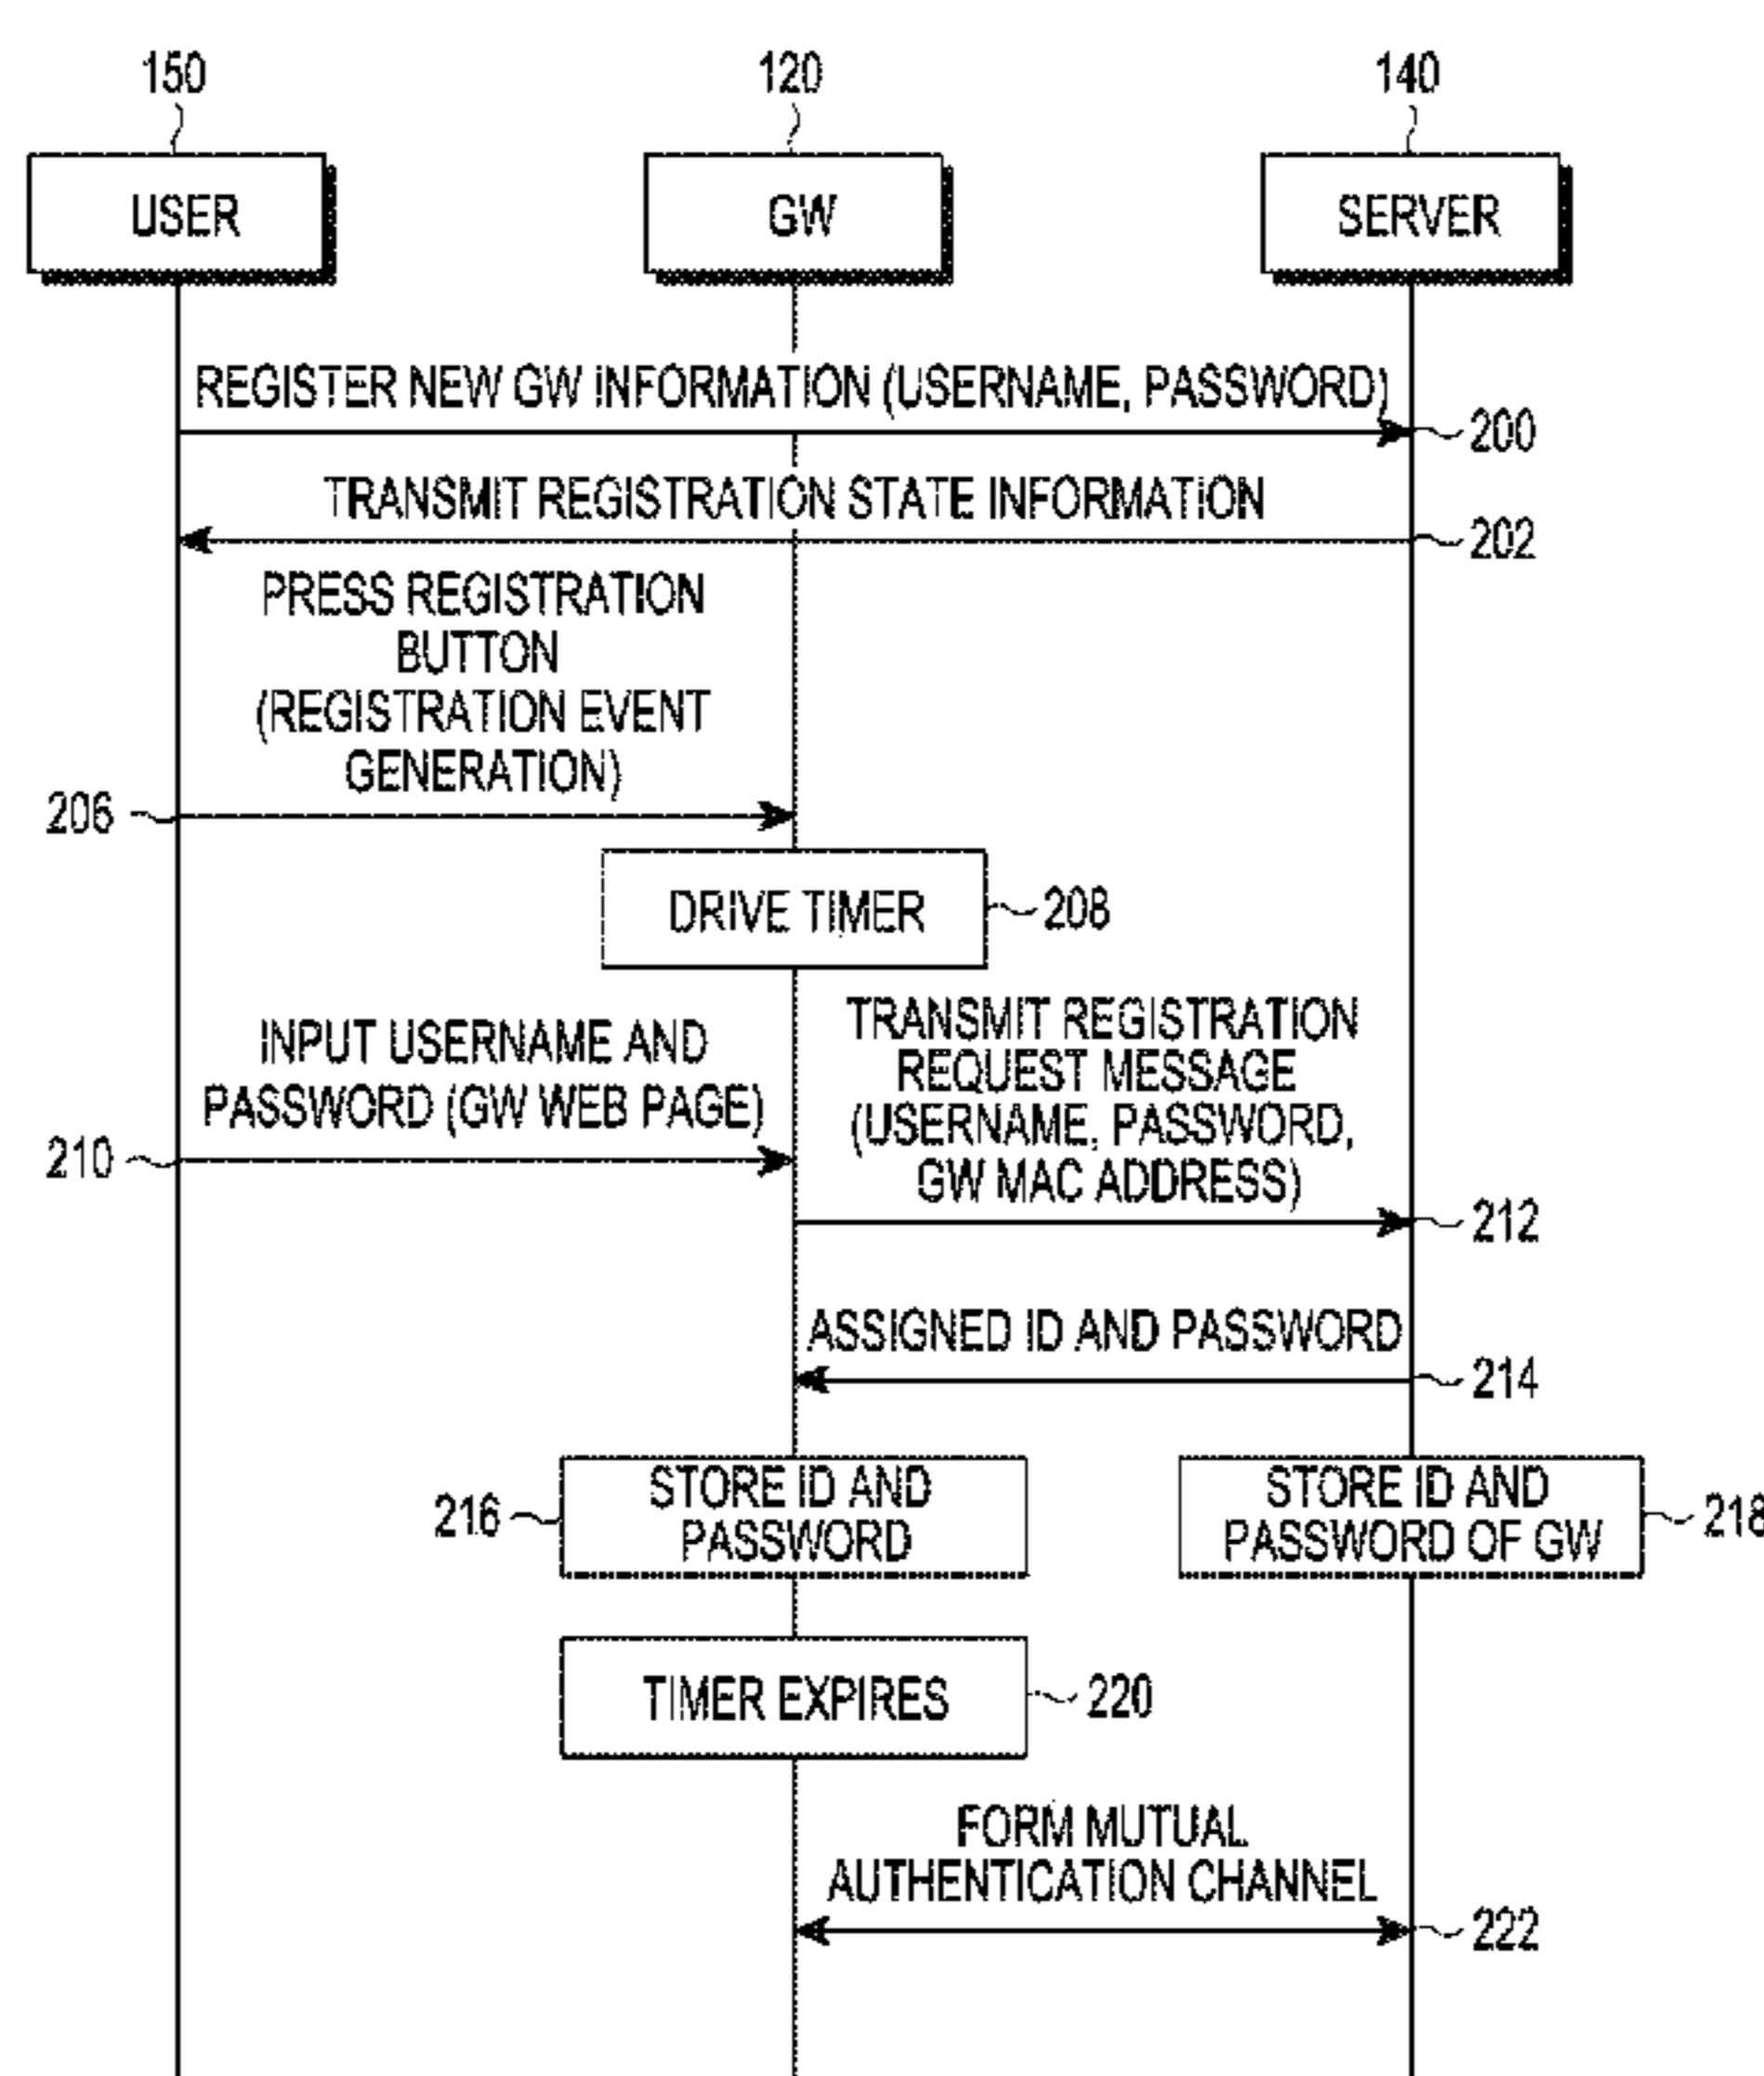 150
120
140
USER
GW
SERVER
REGISTER NEW GW INFORMATION (USERNAME, PASSWORD)
200
TRANSMIT REGISTRATION STATE INFORMATION
202
PRESS REGISTRATION
BUTTON
(REGISTRATION EVENT
GENERATION)
206
DRIVE TIMER
208
INPUT USERNAME AND
PASSWORD (GW WEB PAGE)
210
TRANSMIT REGISTRATION
REQUEST MESSAGE
(USERNAME, PASSWORD,
GW MAC ADDRESS)
212
ASSIGNED ID AND PASSWORD
214
216
STORE ID AND
PASSWORD
STORE ID AND
PASSWORD OF GW
218
TIMER EXPIRES
220
FORM MUTUAL
AUTHENTICATION CHANNEL
222